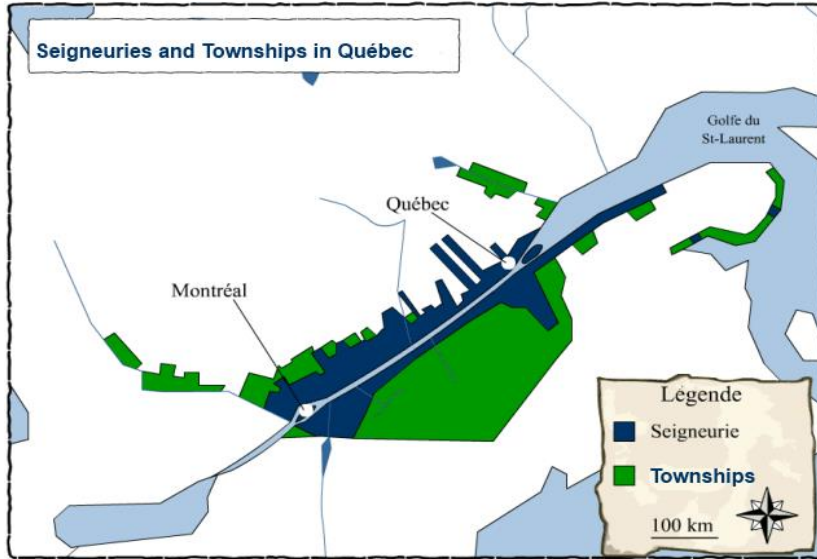 Seigneuries and Townships in Québec
Golfe du
St-Laurent
Québec
Montréal
Légende
Seigneurie
Townships
100 km